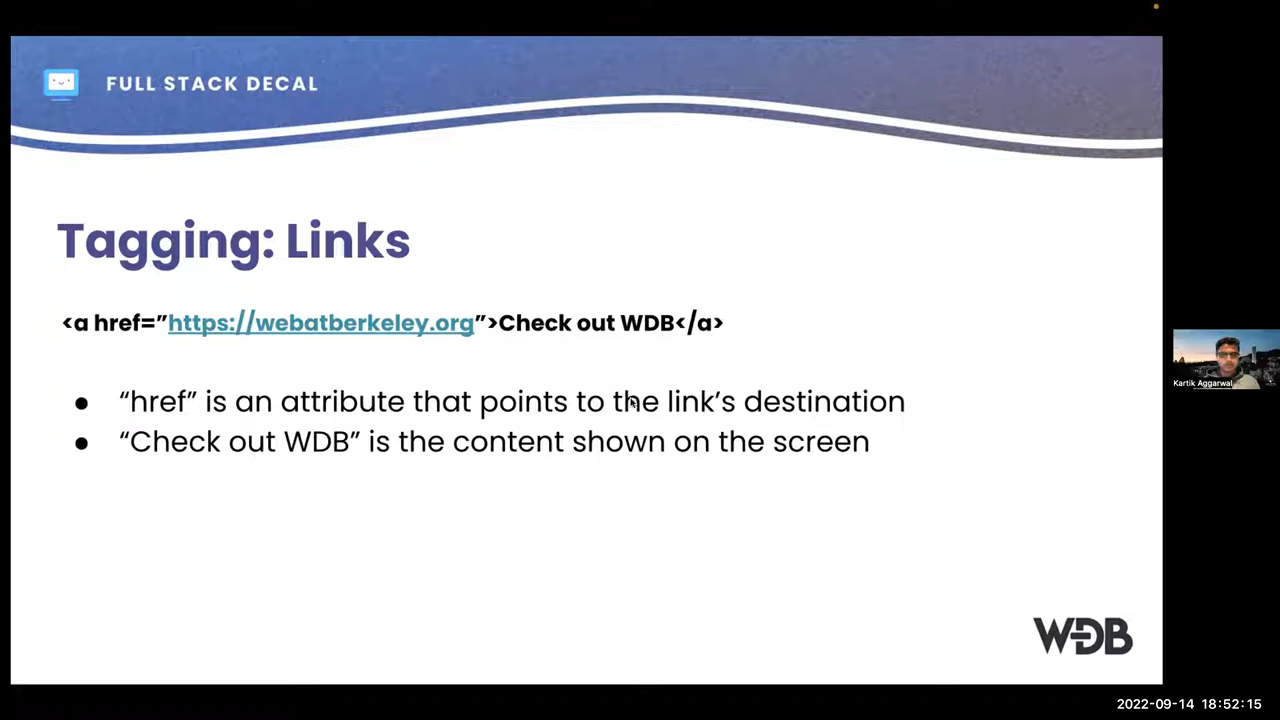 FULL STACK DECAL
Tagging: Links
<a href=”https://webatberkeley.org”>Check out WDB</a>
● “href” is an attribute that points to the link’s destination
● “Check out WDB” is the content shown on the screen
Kartik Aggarwal
WDB
2022-09-14 18:52:15